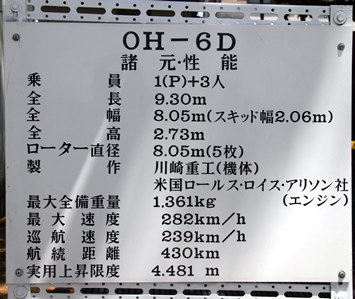 OH-6D
諸元・性能
乗員 1(P)+3人
全長 9.30m
全幅 8.05m(スキッド幅2.06m)
全高 2.73m
ローター直径 8.05m(5枚)
製作 川崎重工(機体)
米国ロールス・ロイス・アリソン社
最大全備重量 1,361kg (エンジン)
最大速度 282km/h
巡航速度 239km/h
航続距離 430km
実用上昇限度 4.481 m